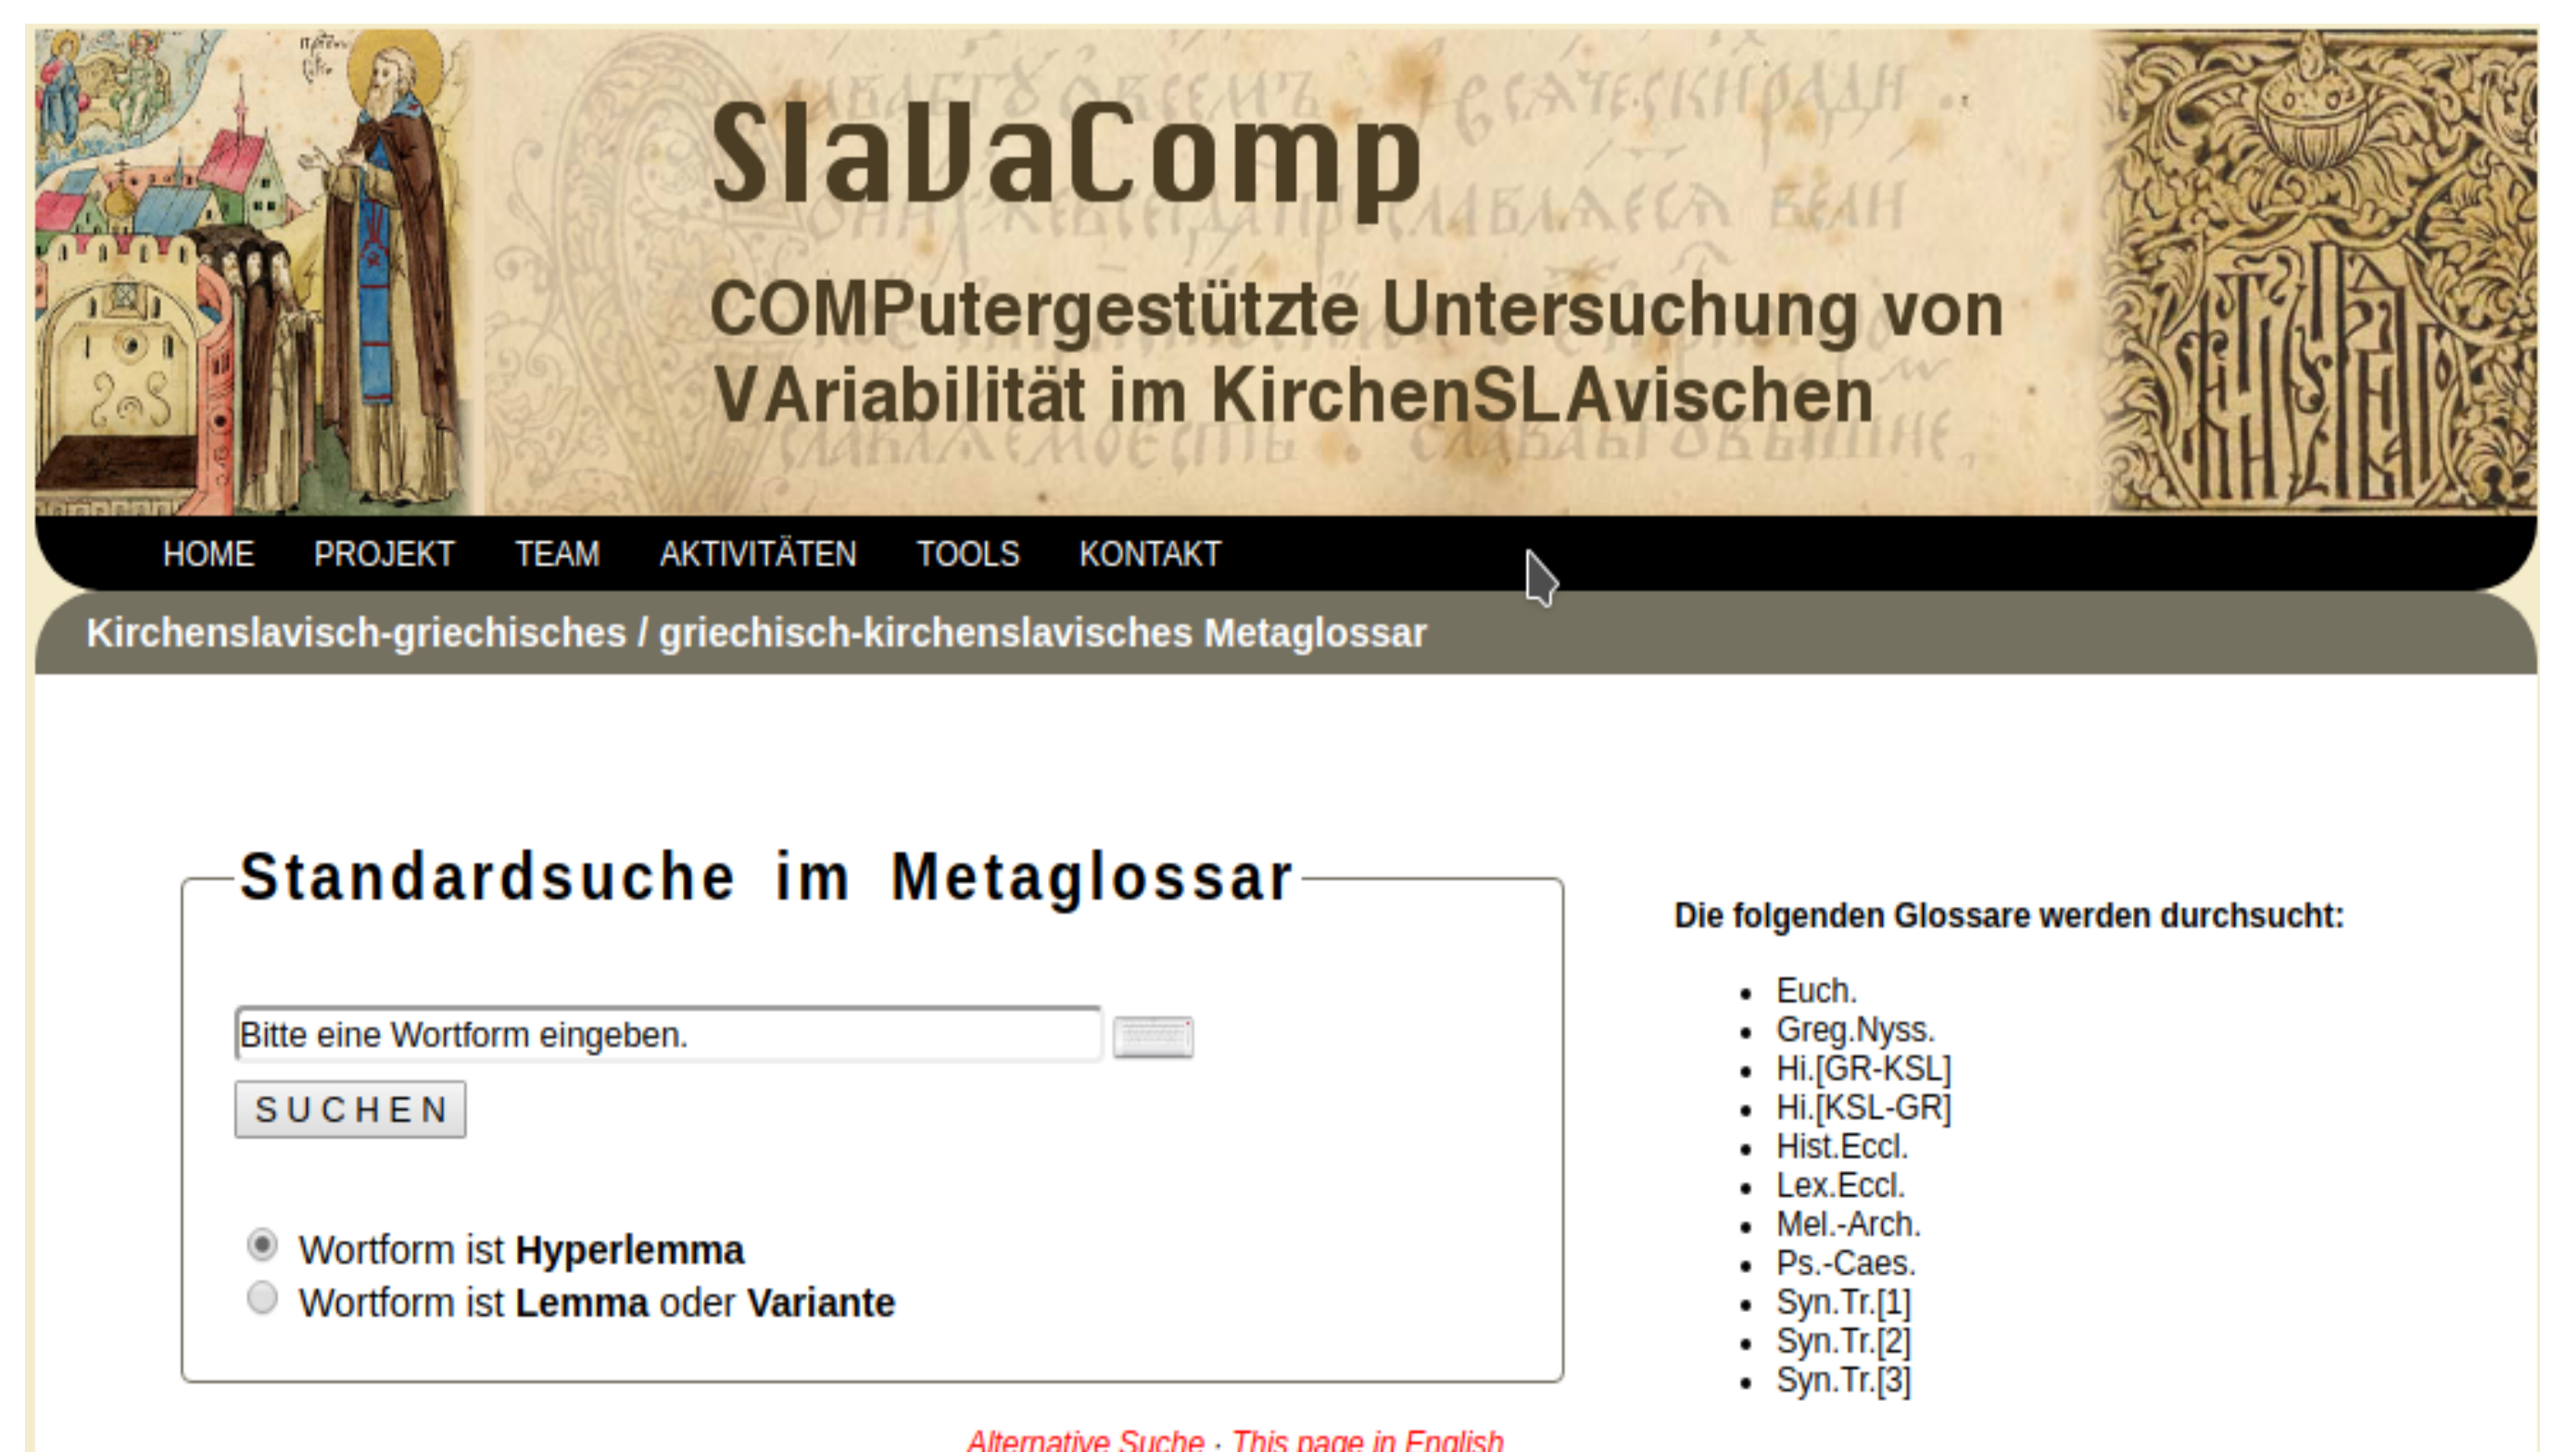 SlaVaComp
COMPutergestützte Untersuchung von
VAriabilität im KirchenSLAvischen
HOME PROJEKT TEAM AKTIVITÄTEN TOOLS KONTAKT
Kirchenslavisch-griechisches / griechisch-kirchenslavisches Metaglossar
Standardsuche im Metaglossar
Bitte eine Wortform eingeben.
SUCHEN
Wortform ist Hyperlemma
Wortform ist Lemma oder Variante
Die folgenden Glossare werden durchsucht:
• Euch.
• Greg.Nyss.
• Hi.[GR-KSL]
• Hi.[KSL-GR]
• Hist.Eccl.
• Lex.Eccl.
• Mel.-Arch.
• Ps.-Caes.
• Syn.Tr.[1]
• Syn.Tr.[2]
• Syn.Tr.[3]
Alternative Suche · This page in English